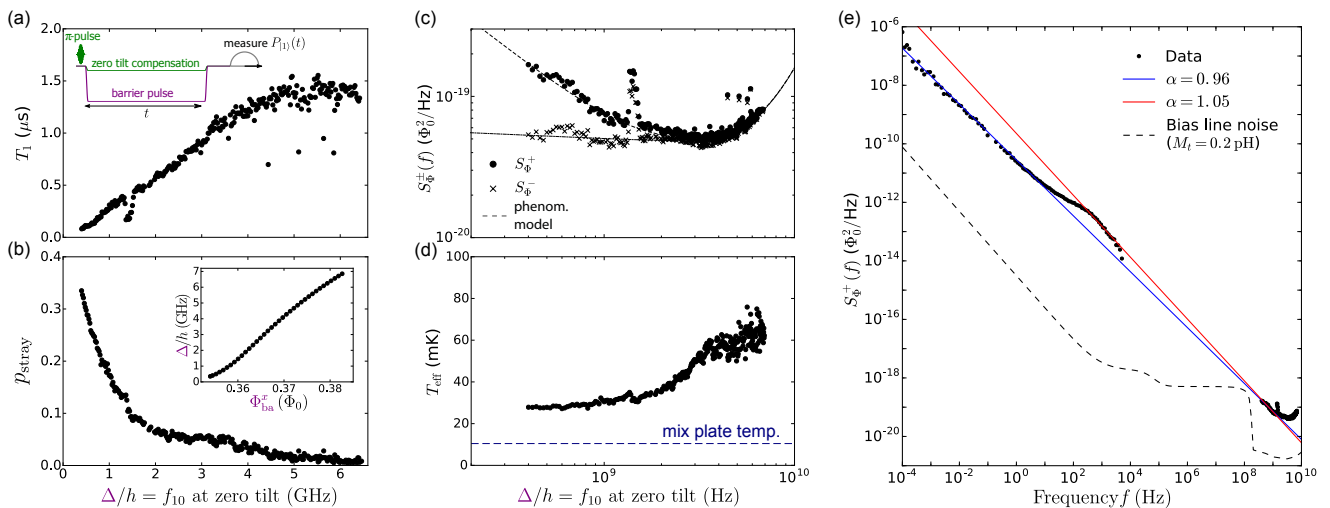 (a)
π-pulse
measure P|1⟩(t)
zero tilt compensation
barrier pulse
t
2.0
1.5
1.0
0.5
0.0
T1 (μs)
(b)
0.4
0.3
0.2
0.1
0.0
pstray
0 1 2 3 4 5 6
Δ/h = f10 at zero tilt (GHz)
7
6
5
4
3
2
1
0
Δ/h (GHz)
0.36 0.37 0.38
Φxba (Φ0)
(c)
10-19
10-20
S±Φ(f) (Φ20/Hz)
S+Φ
S−Φ
phenom.
model
(d)
100
80
60
40
20
0
Teff (mK)
mix plate temp.
109 1010
Δ/h = f10 at zero tilt (Hz)
(e)
10-6
10-8
10-10
10-12
10-14
10-16
10-18
10-20
S+Φ(f) (Φ20/Hz)
Data
α = 0.96
α = 1.05
Bias line noise
(Mt = 0.2 pH)
10-4 10-2 100 102 104 106 108 1010
Frequency f (Hz)